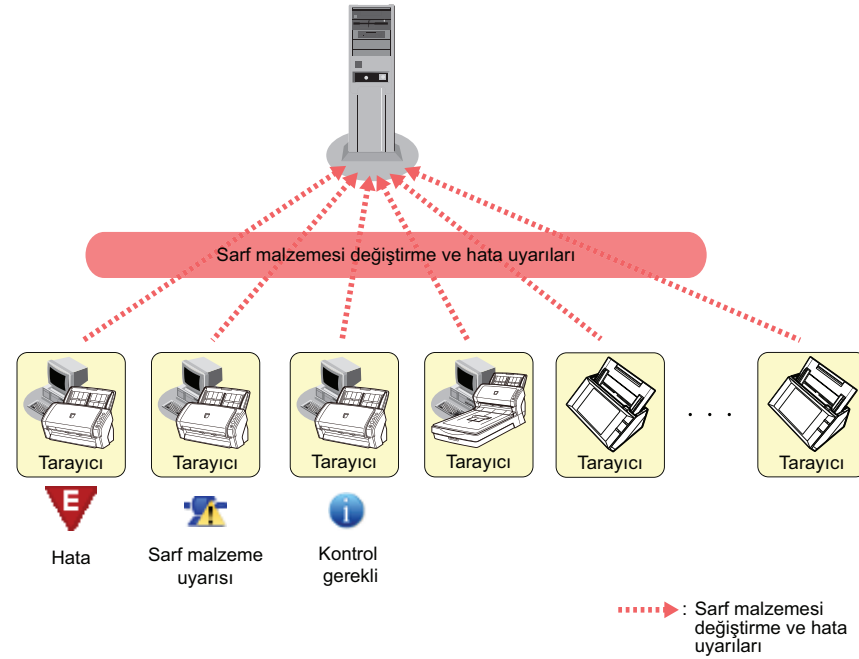 Sarf malzemesi değiştirme ve hata uyarıları
Tarayıcı Tarayıcı Tarayıcı Tarayıcı Tarayıcı . . . Tarayıcı
E
i
Hata
Sarf malzeme
uyarısı
Kontrol
gerekli
: Sarf malzemesi
değiştirme ve hata
uyarıları